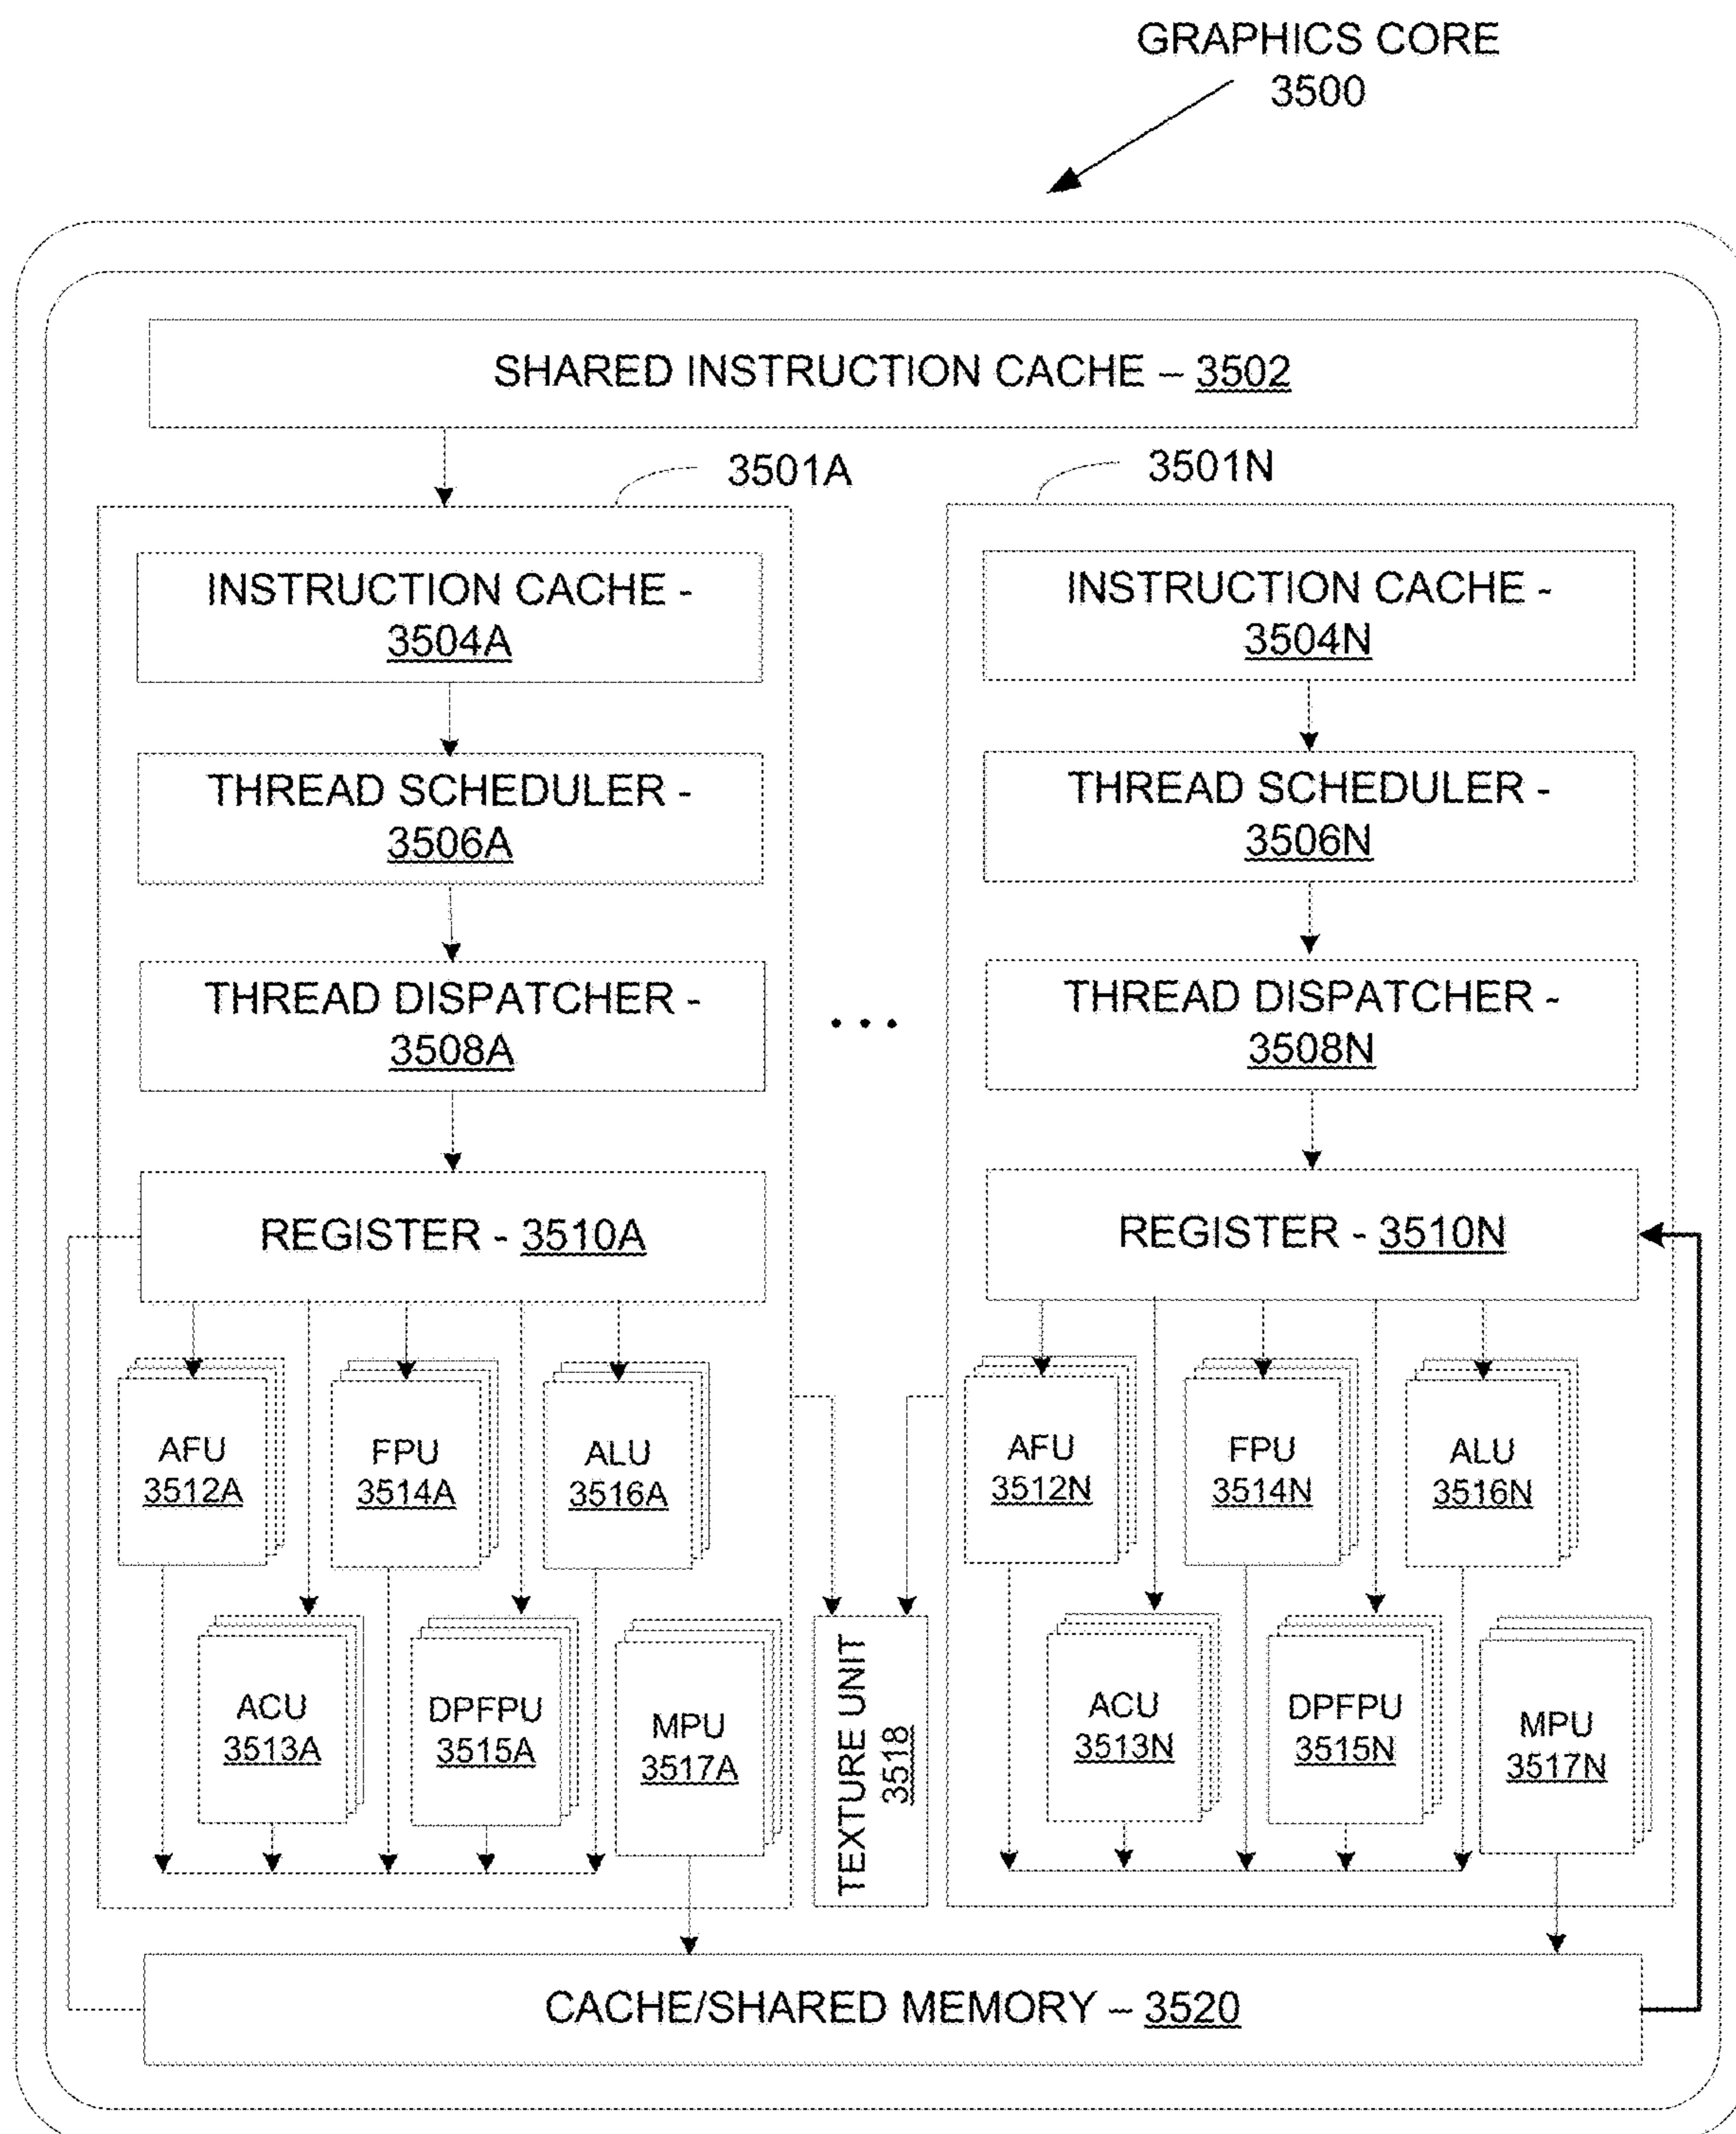 GRAPHICS CORE
3500
SHARED INSTRUCTION CACHE – 3502
3501A
3501N
INSTRUCTION CACHE -
3504A
THREAD SCHEDULER -
3506A
THREAD DISPATCHER -
3508A
REGISTER - 3510A
AFU
3512A
FPU
3514A
ALU
3516A
ACU
3513A
DPFPU
3515A
MPU
3517A
...
TEXTURE UNIT
3518
INSTRUCTION CACHE -
3504N
THREAD SCHEDULER -
3506N
THREAD DISPATCHER -
3508N
REGISTER - 3510N
AFU
3512N
FPU
3514N
ALU
3516N
ACU
3513N
DPFPU
3515N
MPU
3517N
CACHE/SHARED MEMORY – 3520